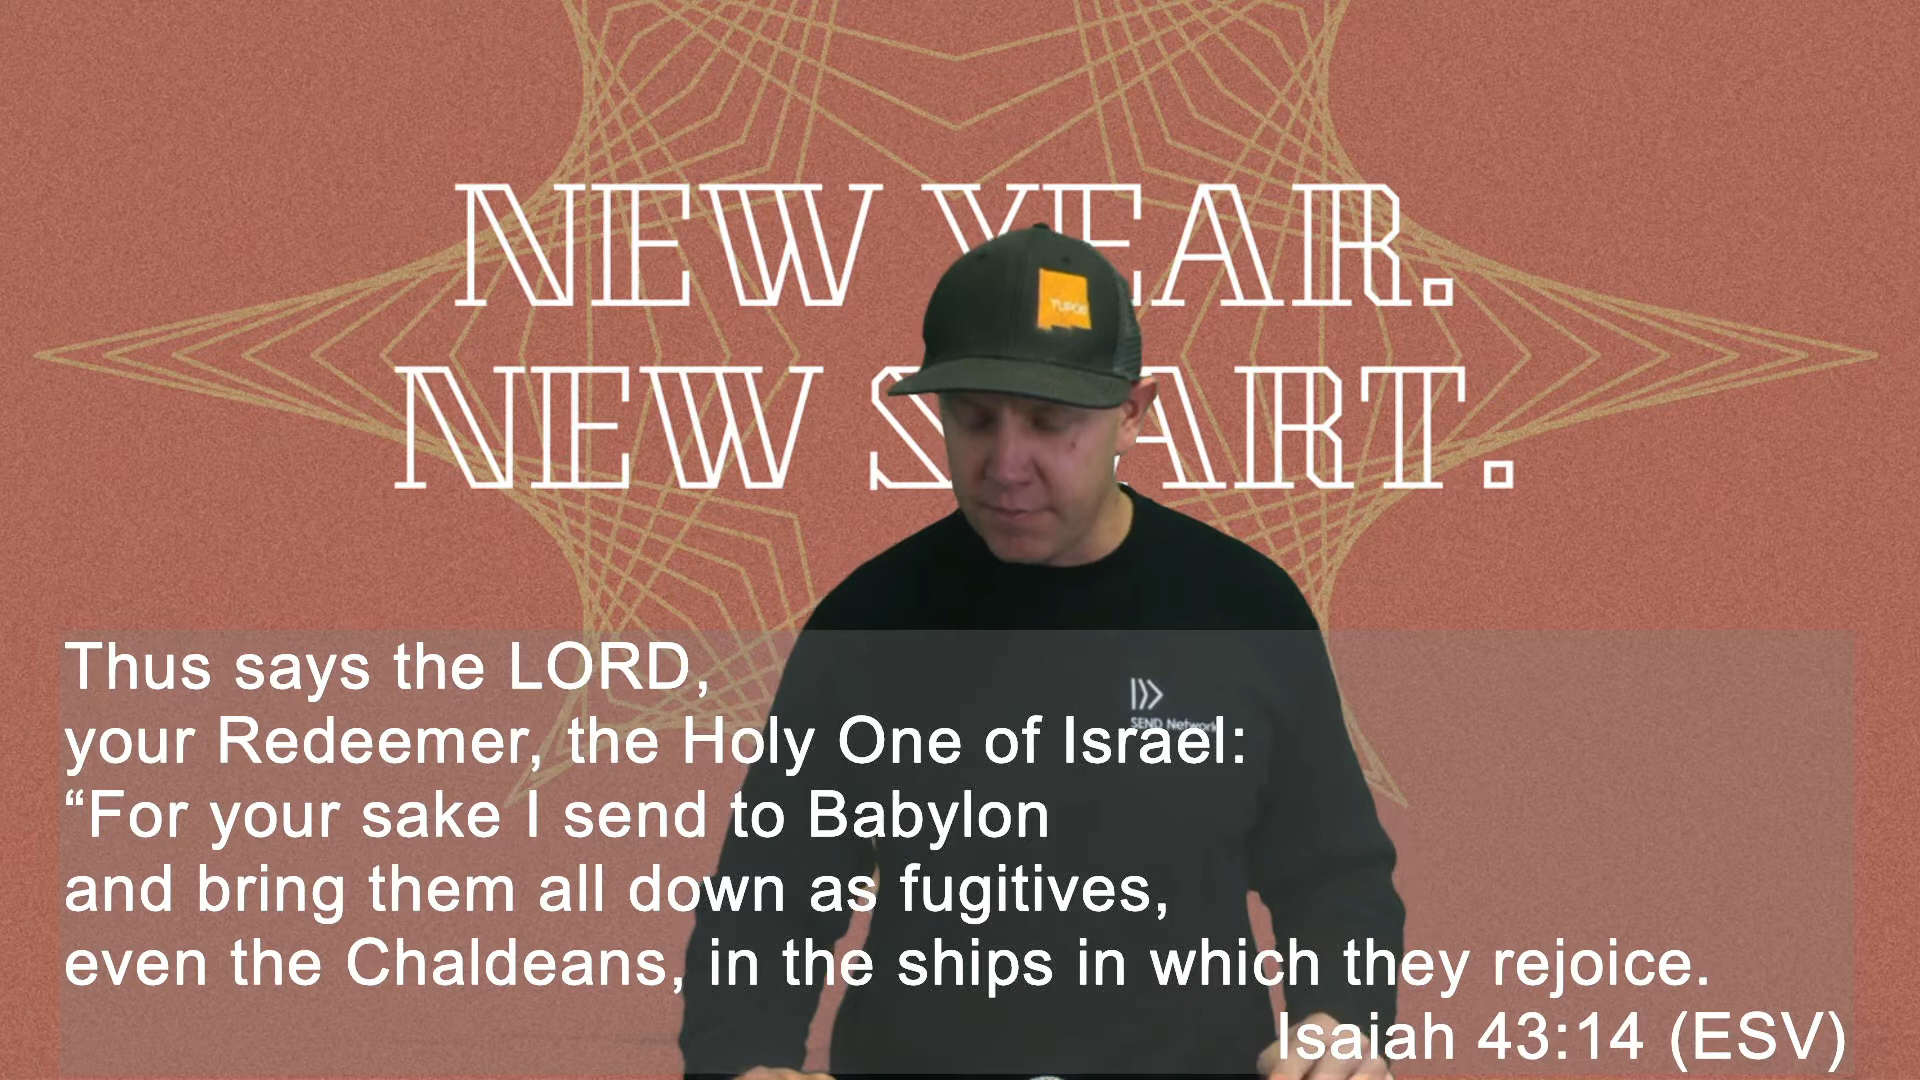 NEW YEAR.
NEW START.
SEND Network
Thus says the LORD,
your Redeemer, the Holy One of Israel:
“For your sake I send to Babylon
and bring them all down as fugitives,
even the Chaldeans, in the ships in which they rejoice.
Isaiah 43:14 (ESV)